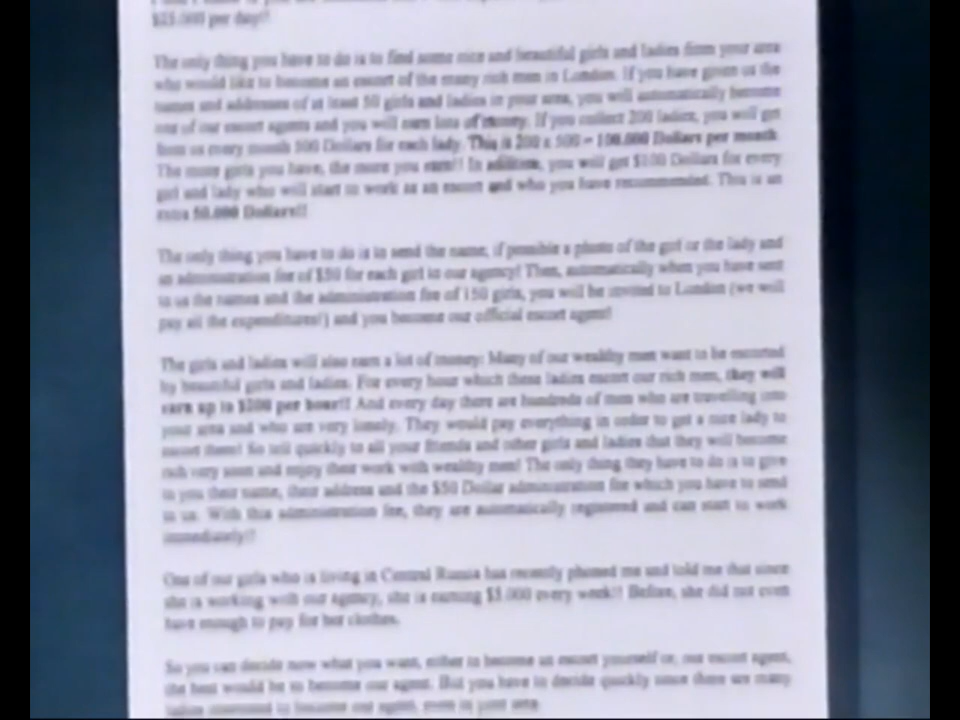 $25.000 per day!!
The only thing you have to do is to find some nice and beautiful girls and ladies from your area
who would like to become an escort of the many rich men in London. If you have given us the
names and addresses of at least 50 girls and ladies in your area, you will automatically become
one of our escort agents and you will earn lots of money. If you collect 200 ladies, you will get
from us every month 500 Dollars for each lady. This is 200 x 500 = 100.000 Dollars per month.
The more girls you have, the more you earn!! In addition, you will get $100 Dollars for every
girl and lady who will start to work as an escort and who you have recommended. This is an
extra 50.000 Dollars!!
The only thing you have to do is to send the name, if possible a photo of the girl or the lady and
an administration fee of $50 for each girl to our agency! Then, automatically when you have sent
to us the names and the administration fee of 150 girls, you will be invited to London (we will
pay all the expenditures!) and you become our official escort agent!
The girls and ladies will also earn a lot of money: Many of our wealthy men want to be escorted
by beautiful girls and ladies. For every hour which these ladies escort our rich men, they will
earn up to $200 per hour!! And every day there are hundreds of men who are travelling into
your area and who are very lonely. They would pay everything in order to get a nice lady to
escort them! So tell quickly to all your friends and other girls and ladies that they will become
rich very soon and enjoy their work with wealthy men! The only thing they have to do is to give
to you their name, their address and the $50 Dollar administration fee which you have to send
to us. With this administration fee, they are automatically registered and can start to work
immediately!!
One of our girls who is living in Central Russia has recently phoned me and told me that since
she is working with our agency, she is earning $3.000 every week!! Before, she did not even
have enough to pay for her clothes.
So you can decide now what you want, either to become an escort yourself or, our escort agent,
the best would be to become our agent. But you have to decide quickly since there are many
ladies interested to become our agent, even in your area.